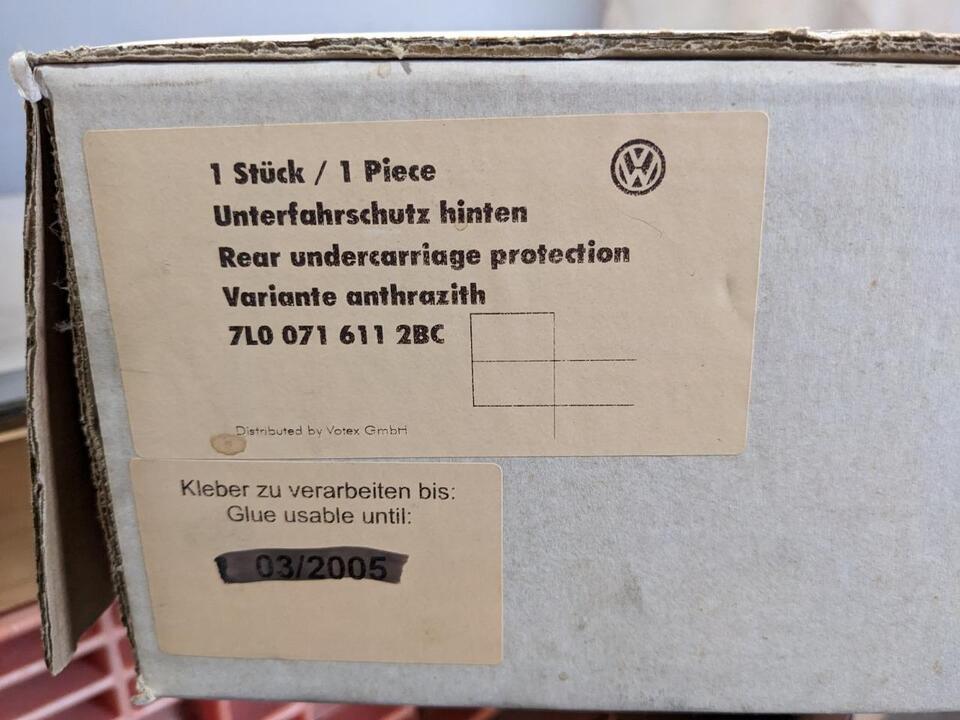 1 Stück / 1 Piece
Unterfahrschutz hinten
Rear undercarriage protection
Variante anthrazith
7L0 071 611 2BC
Distributed by Votex GmbH
Kleber zu verarbeiten bis:
Glue usable until:
03/2005